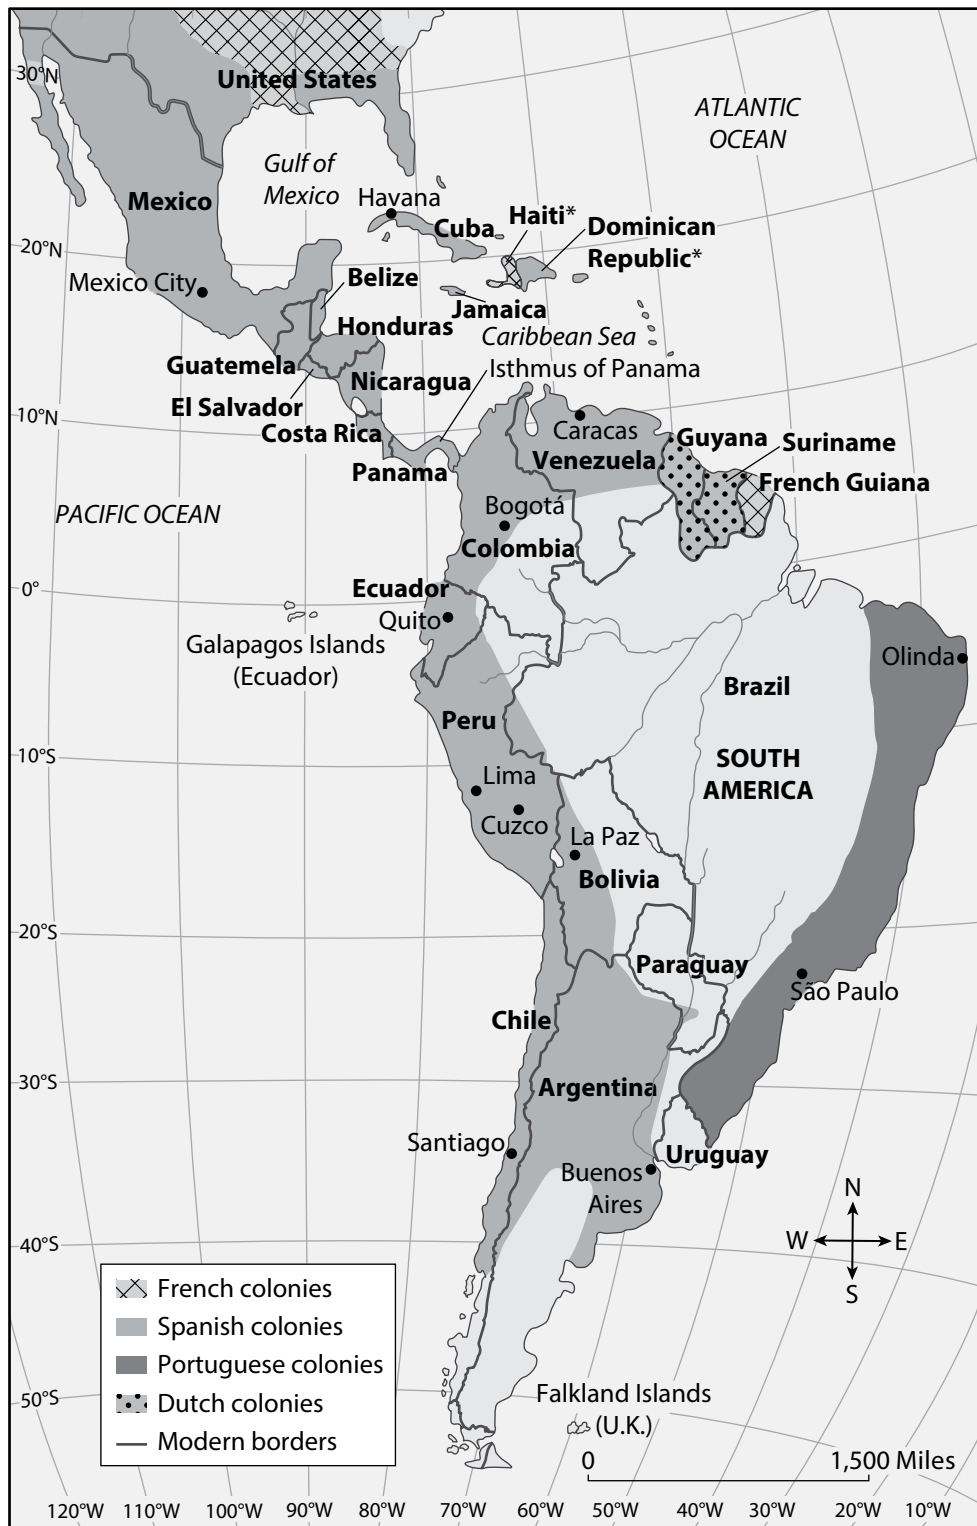 30°N
United States
ATLANTIC
OCEAN
Gulf of
Mexico
Mexico
Havana
Cuba
Haiti*
Dominican
Republic*
20°N
Mexico City
Belize
Jamaica
Honduras
Caribbean Sea
Guatemela
Isthmus of Panama
Nicaragua
El Salvador
10°N
Costa Rica
Caracas
Guyana
Suriname
Panama
Venezuela
French Guiana
PACIFIC OCEAN
Bogotá
Colombia
0°
Ecuador
Quito
Galapagos Islands
(Ecuador)
Olinda
Brazil
Peru
10°S
SOUTH
AMERICA
Lima
Cuzco
La Paz
Bolivia
20°S
Paraguay
São Paulo
Chile
30°S
Argentina
Santiago
Uruguay
Buenos
Aires
N
W
E
S
40°S
French colonies
Spanish colonies
Portuguese colonies
Dutch colonies
Modern borders
50°S
Falkland Islands
(U.K.)
0
1,500 Miles
120°W
110°W
100°W
90°W
80°W
70°W
60°W
50°W
40°W
30°W
20°W
10°W